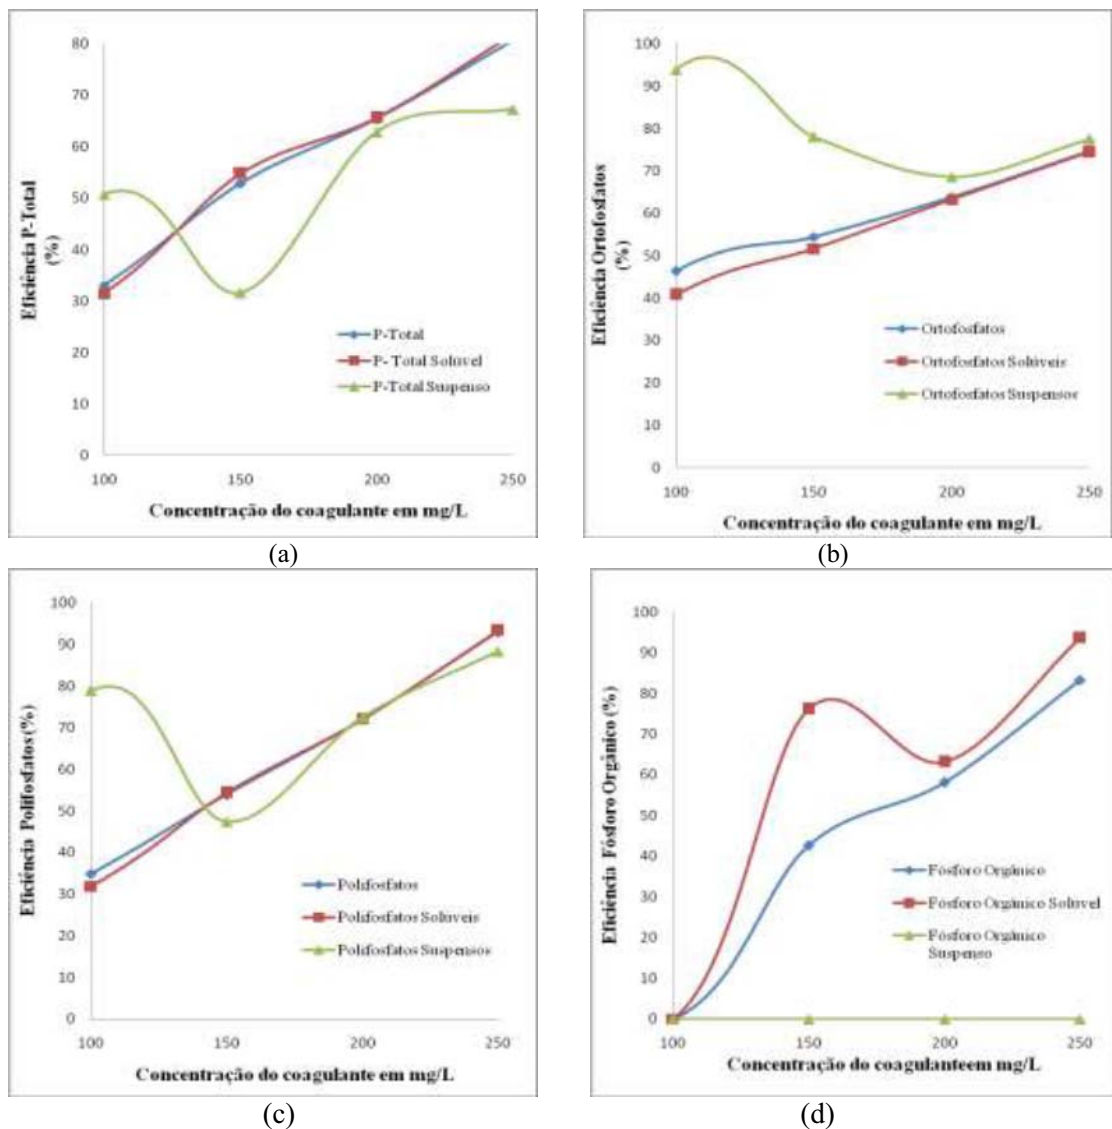 80
70
60
50
40
30
20
10
0
Eficiência P-Total
(%)
P-Total
P- Total Solúvel
P-Total Suspenso
100 150 200 250
Concentração do coagulante em mg/L
(a)
100
90
80
70
60
50
40
30
20
10
0
Eficiência Ortofosfatos
(%)
Ortofosfatos
Ortofosfatos Solúveis
Ortofosfatos Suspensos
100 150 200 250
Concentração do coagulante em mg/L
(b)
100
90
80
70
60
50
40
30
20
10
0
Eficiência Polifosfatos (%)
Polifosfatos
Polifosfatos Solúveis
Polifosfatos Suspensos
100 150 200 250
Concentração do coagulante em mg/L
(c)
100
90
80
70
60
50
40
30
20
10
0
Eficiência Fósforo Orgânico (%)
Fósforo Orgânico
Fósforo Orgânico Solúvel
Fósforo Orgânico
Suspenso
100 150 200 250
Concentração do coagulanteem mg/L
(d)